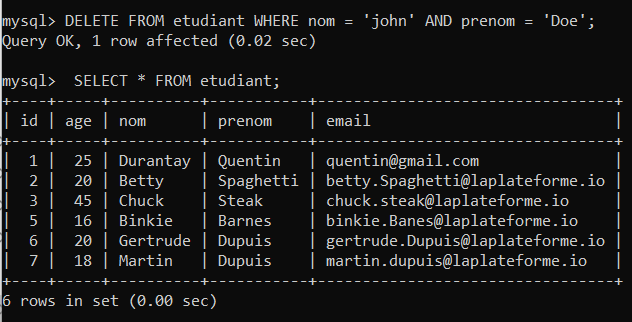 mysql> DELETE FROM etudiant WHERE nom = 'john' AND prenom = 'Doe';
Query OK, 1 row affected (0.02 sec)
mysql>  SELECT * FROM etudiant;
+----+-----+----------+-----------+------------------------------+
| id | age | nom      | prenom    | email                        |
+----+-----+----------+-----------+------------------------------+
|  1 |  25 | Durantay | Quentin   | quentin@gmail.com            |
|  2 |  20 | Betty    | Spaghetti | betty.Spaghetti@laplateforme.io |
|  3 |  45 | Chuck    | Steak     | chuck.steak@laplateforme.io  |
|  5 |  16 | Binkie   | Barnes    | binkie.Banes@laplateforme.io |
|  6 |  20 | Gertrude | Dupuis    | gertrude.Dupuis@laplateforme.io |
|  7 |  18 | Martin   | Dupuis    | martin.dupuis@laplateforme.io |
+----+-----+----------+-----------+------------------------------+
6 rows in set (0.00 sec)